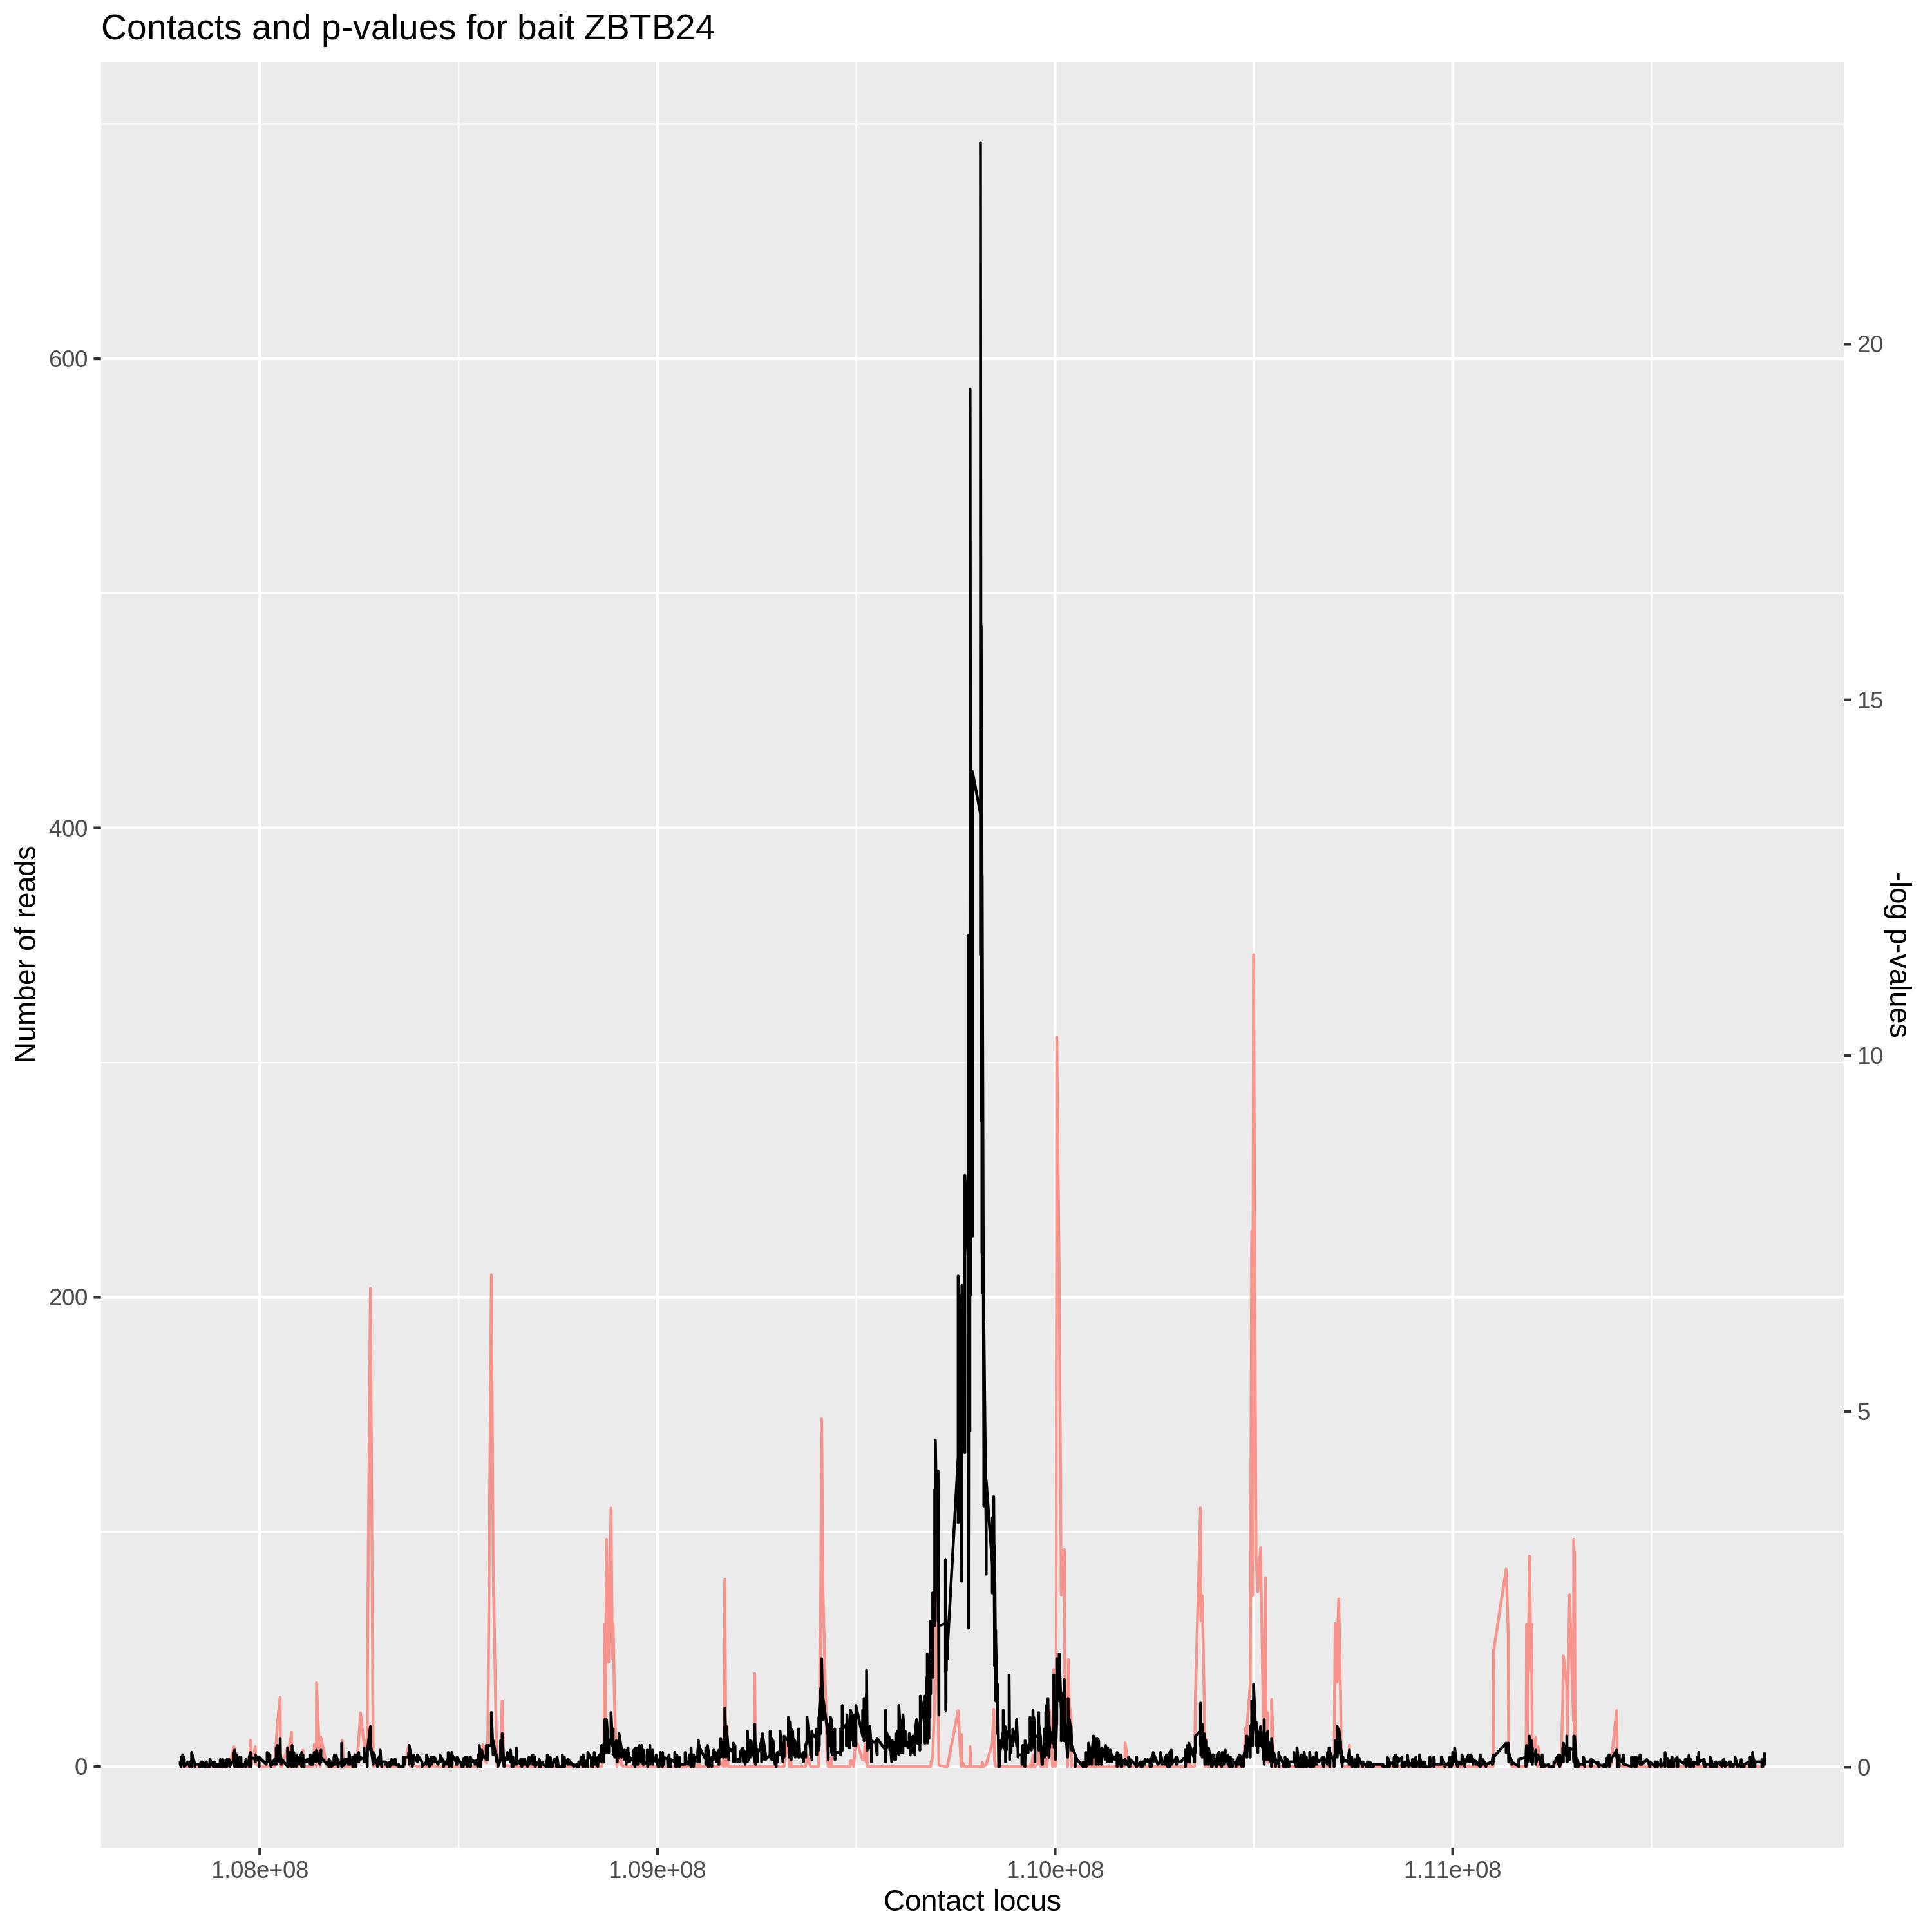 Contacts and p-values for bait ZBTB24
Number of reads
600
400
200
0
20
15
10
5
0
-log p-values
1.08e+08
1.09e+08
1.10e+08
1.11e+08
Contact locus